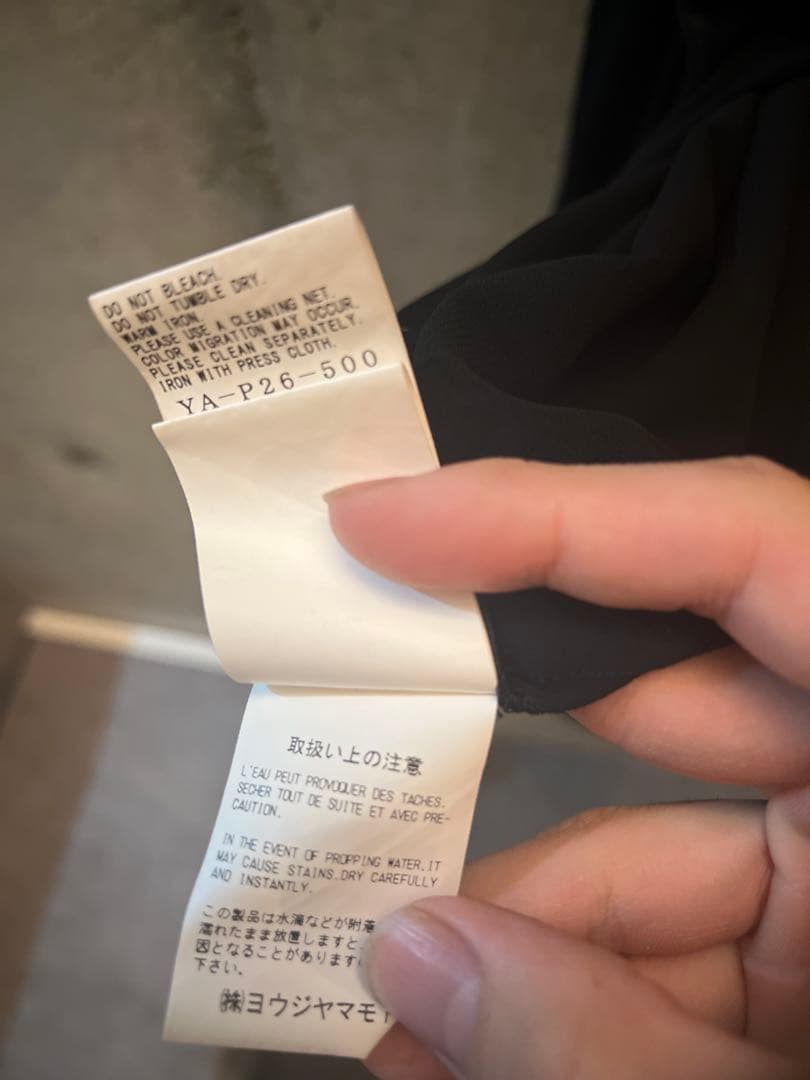 DO NOT BLEACH.
DO NOT TUMBLE DRY.
WARM IRON.
PLEASE USE A CLEANING NET.
COLOR MIGRATION MAY OCCUR.
PLEASE CLEAN SEPARATELY.
IRON WITH PRESS CLOTH.
YA-P26-500
取扱い上の注意
L'EAU PEUT PROVOQUER DES TACHES.
SECHER TOUT DE SUITE ET AVEC PRE-
CAUTION.
IN THE EVENT OF PROPPING WATER,IT
MAY CAUSE STAINS.DRY CAREFULLY
AND INSTANTLY.
この製品は水滴などが附着
濡れたまま放置しますと、
因となることがあります
下さい。
㈱ヨウジヤマモ